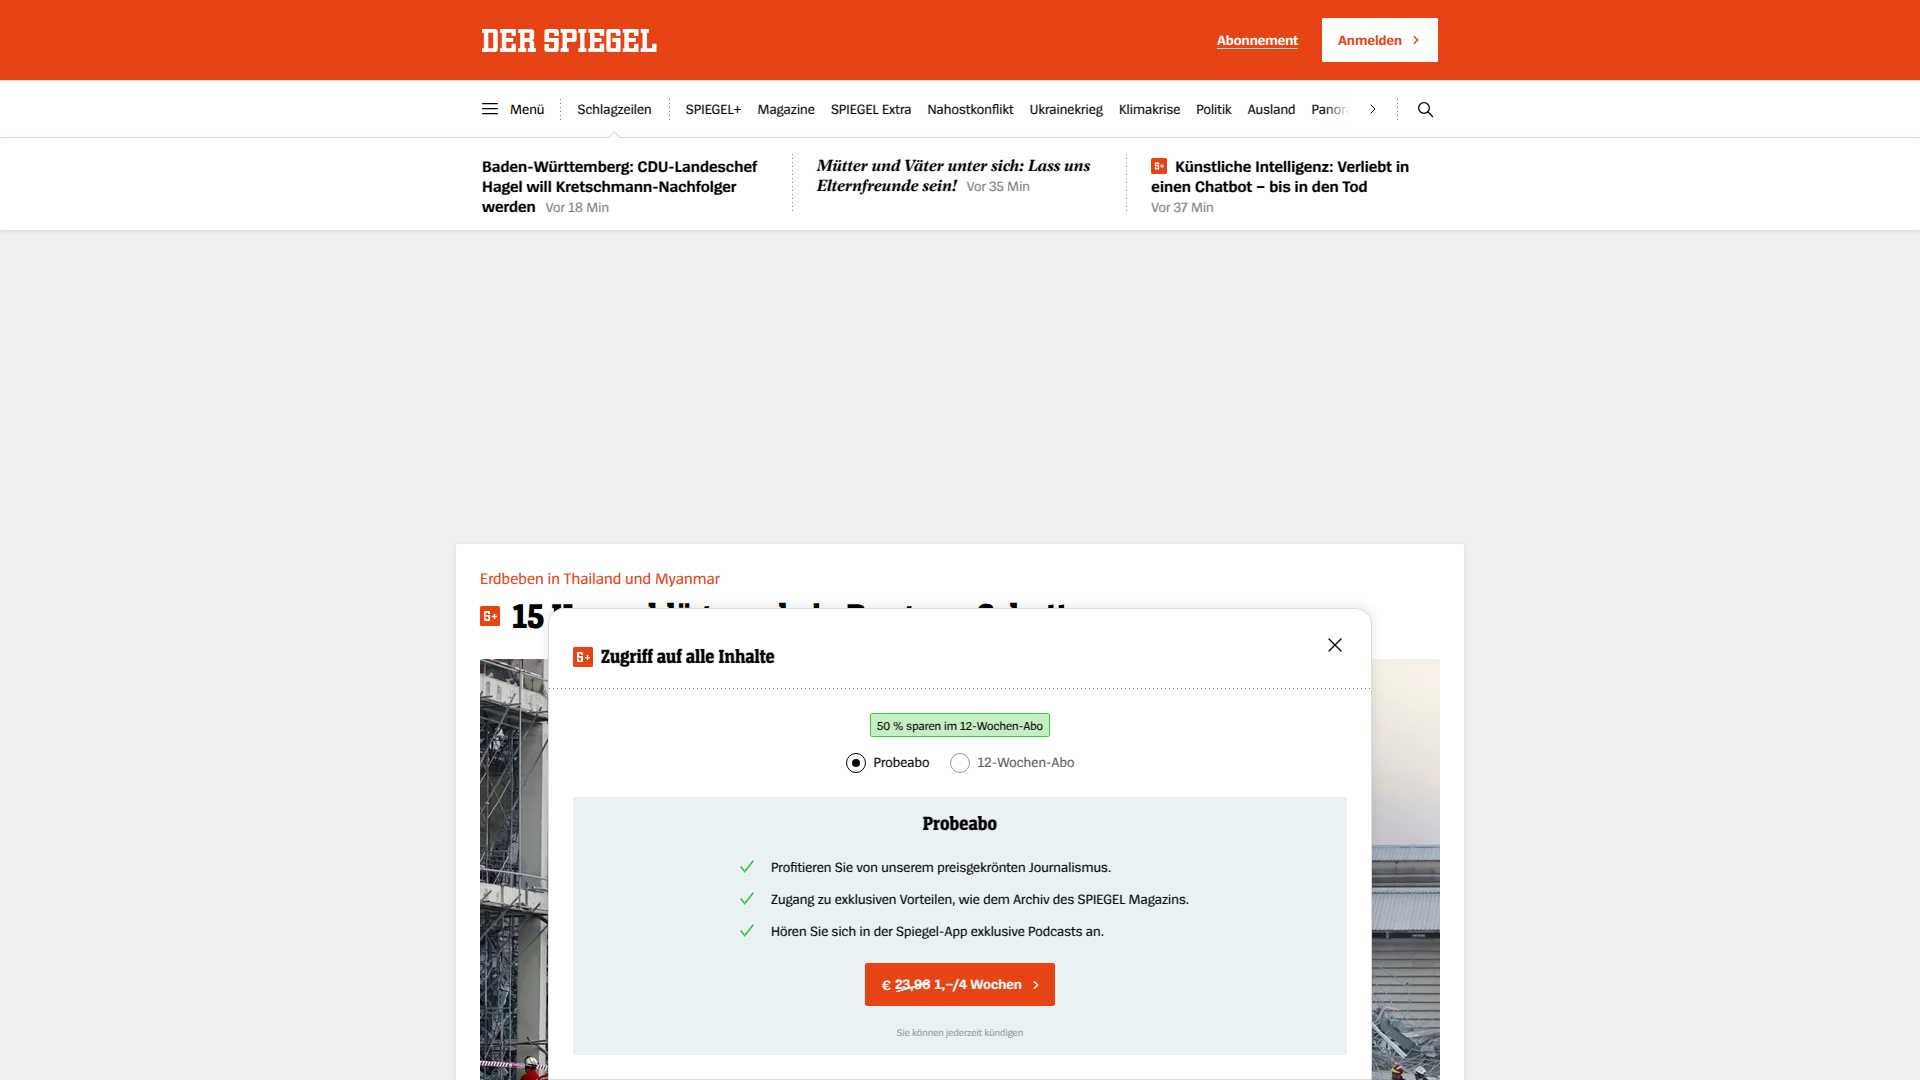 DER SPIEGEL
Abonnement
Anmelden
Menü
Schlagzeilen
SPIEGEL+
Magazine
SPIEGEL Extra
Nahostkonflikt
Ukrainekrieg
Klimakrise
Politik
Ausland
Baden-Württemberg: CDU-Landeschef
Hagel will Kretschmann-Nachfolger
werden Vor 18 Min
Mütter und Väter unter sich: Lass uns
Elternfreunde sein! Vor 35 Min
Künstliche Intelligenz: Verliebt in
einen Chatbot – bis in den Tod
Vor 37 Min
Erdbeben in Thailand und Myanmar
15
Zugriff auf alle Inhalte
50 % sparen im 12-Wochen-Abo
Probeabo
12-Wochen-Abo
Probeabo
Profitieren Sie von unserem preisgekrönten Journalismus.
Zugang zu exklusiven Vorteilen, wie dem Archiv des SPIEGEL Magazins.
Hören Sie sich in der Spiegel-App exklusive Podcasts an.
€ 23,96 1,–/4 Wochen
Sie können jederzeit kündigen